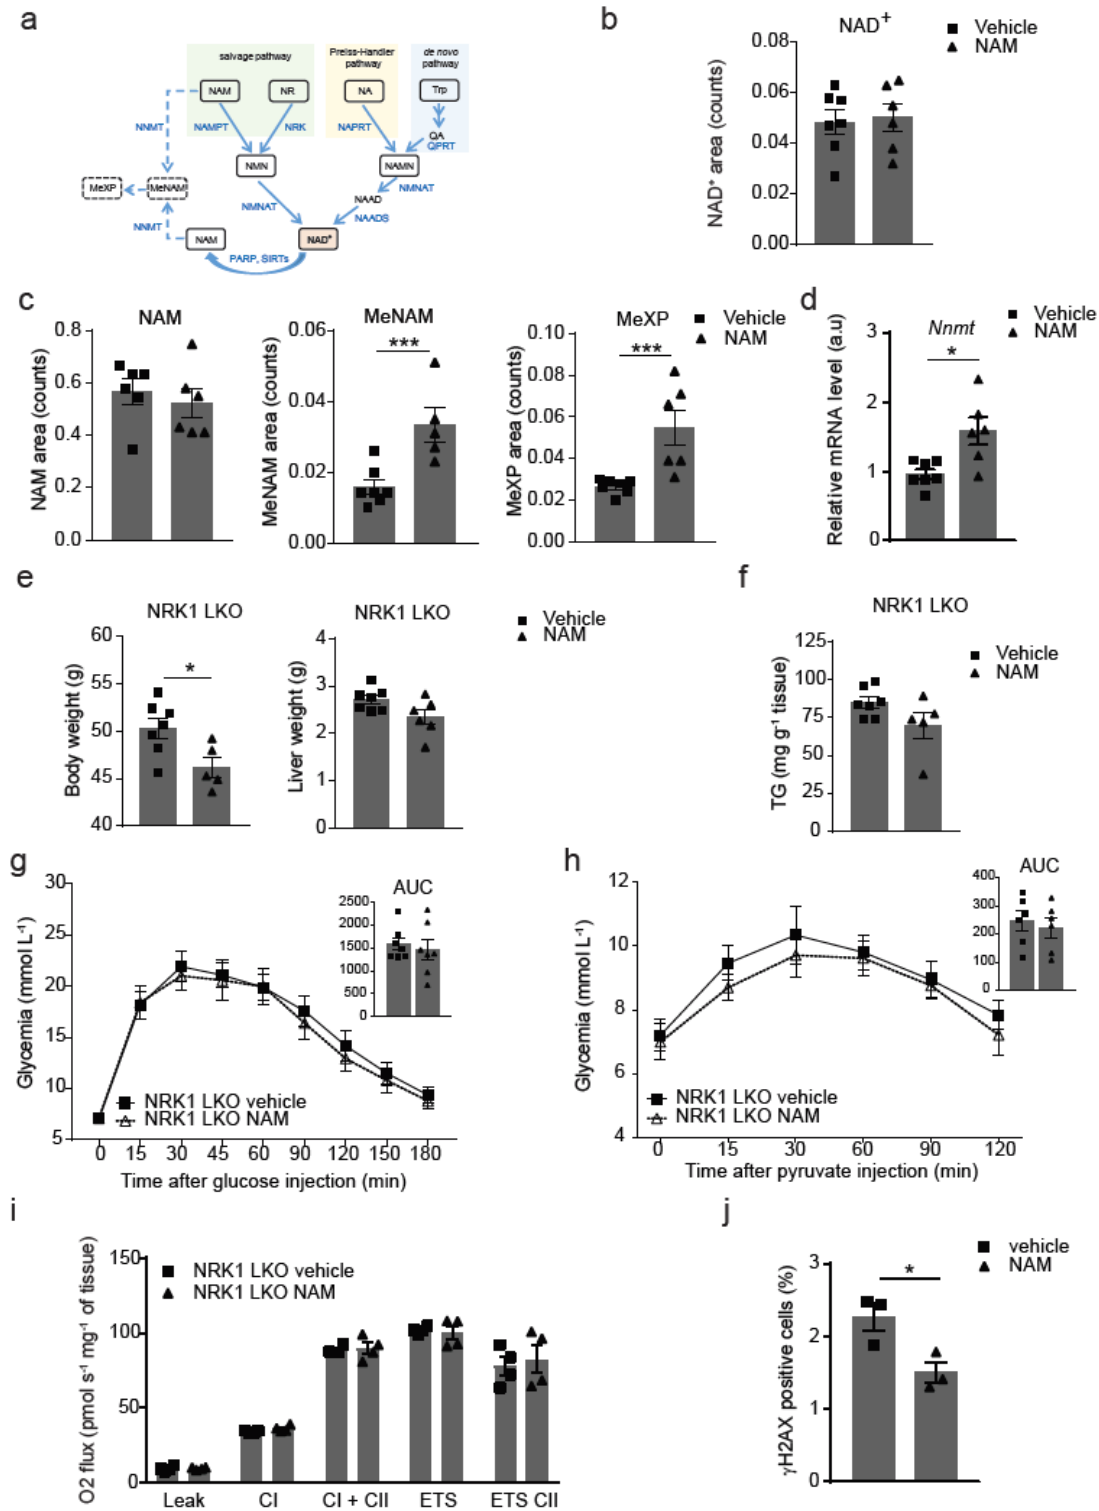 a
salvage pathway
Preiss-Handler
pathway
de novo
pathway
NAM
NR
NA
Trp
NNMT
NAMPT
NRK
NAPRT
QA
QPRT
NMN
NAMN
MeXP
MeNAM
NMNAT
NMNAT
NAAD
NAADS
NNMT
NAM
NAD⁺
PARP, SIRTs
b
NAD⁺
Vehicle
NAM
NAD⁺ area (counts)
0.08
0.06
0.04
0.02
0.00
c
NAM
NAM area (counts)
0.8
0.6
0.4
0.2
0.0
MeNAM
***
MeNAM area (counts)
0.06
0.04
0.02
0.00
MeXP
***
Vehicle
NAM
MeXP area (counts)
0.10
0.08
0.06
0.04
0.02
0.00
d
Nnmt
*
Vehicle
NAM
Relative mRNA level (a.u)
3
2
1
0
e
NRK1 LKO
*
Body weight (g)
60
55
50
45
40
NRK1 LKO
Vehicle
NAM
Liver weight (g)
4
3
2
1
0
f
NRK1 LKO
Vehicle
NAM
TG (mg g⁻¹ tissue)
125
100
75
50
25
0
g
Glycemia (mmol L⁻¹)
30
25
20
15
10
5
AUC
2500
2000
1500
1000
500
0
NRK1 LKO vehicle
NRK1 LKO NAM
0 15 30 45 60 90 120 150 180
Time after glucose injection (min)
h
Glycemia (mmol L⁻¹)
12
10
8
6
4
AUC
400
300
200
100
0
NRK1 LKO vehicle
NRK1 LKO NAM
0 15 30 60 90 120
Time after pyruvate injection (min)
i
O2 flux (pmol s⁻¹ mg⁻¹ of tissue)
150
100
50
0
NRK1 LKO vehicle
NRK1 LKO NAM
Leak CI CI + CII ETS ETS CII
j
vehicle
NAM
*
γH2AX positive cells (%)
3
2
1
0